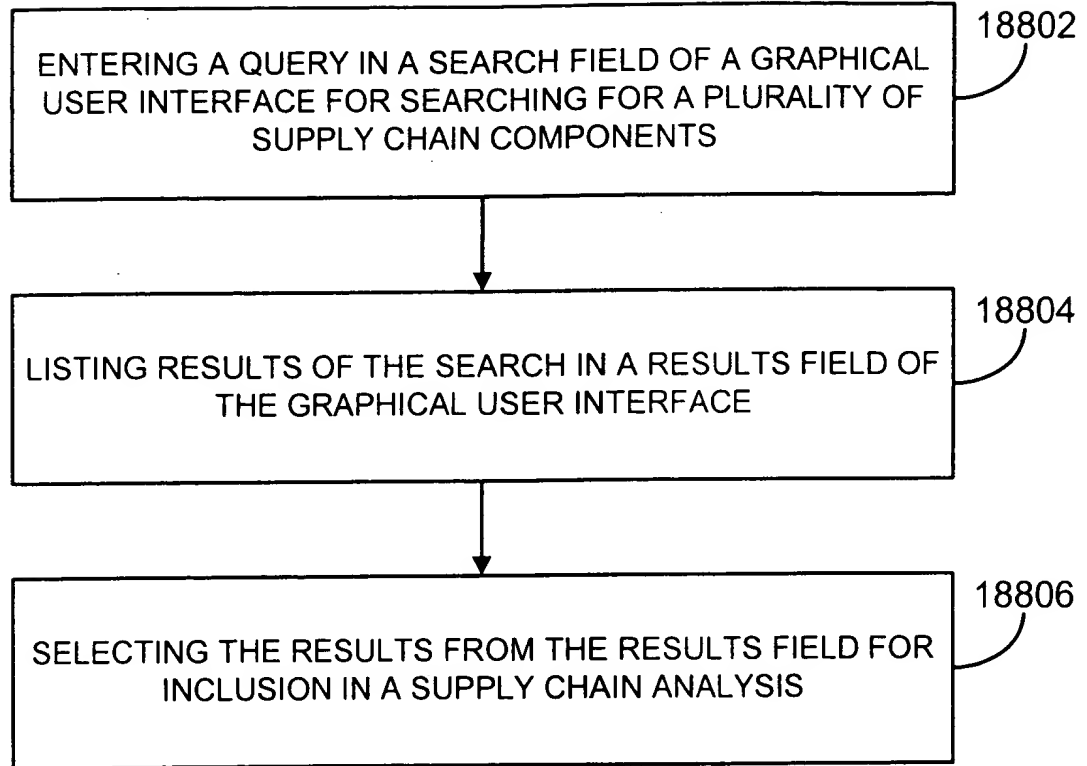 18802
ENTERING A QUERY IN A SEARCH FIELD OF A GRAPHICAL
USER INTERFACE FOR SEARCHING FOR A PLURALITY OF
SUPPLY CHAIN COMPONENTS
18804
LISTING RESULTS OF THE SEARCH IN A RESULTS FIELD OF
THE GRAPHICAL USER INTERFACE
18806
SELECTING THE RESULTS FROM THE RESULTS FIELD FOR
INCLUSION IN A SUPPLY CHAIN ANALYSIS